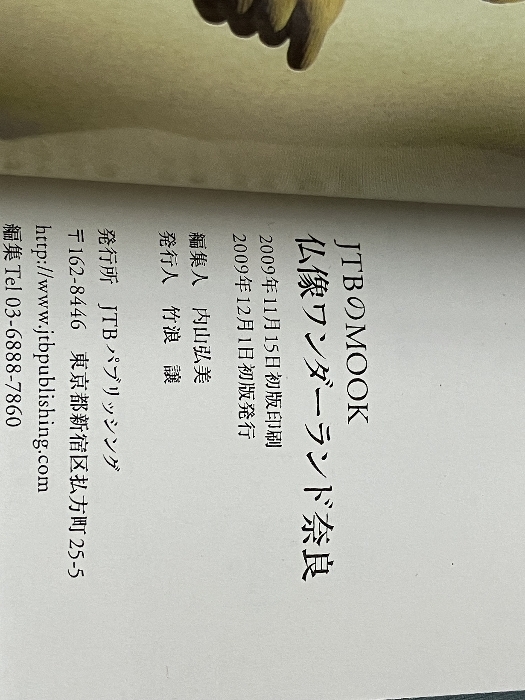 JTBのMOOK
仏像ワンダーランド奈良
2009年11月15日初版印刷
2009年12月1日初版発行
編集人 内山弘美
発行人 竹浪 譲
発行所 JTBパブリッシング
〒162-8446 東京都新宿区払方町25-5
http://www.jtbpublishing.com
編集Tel 03-6888-7860